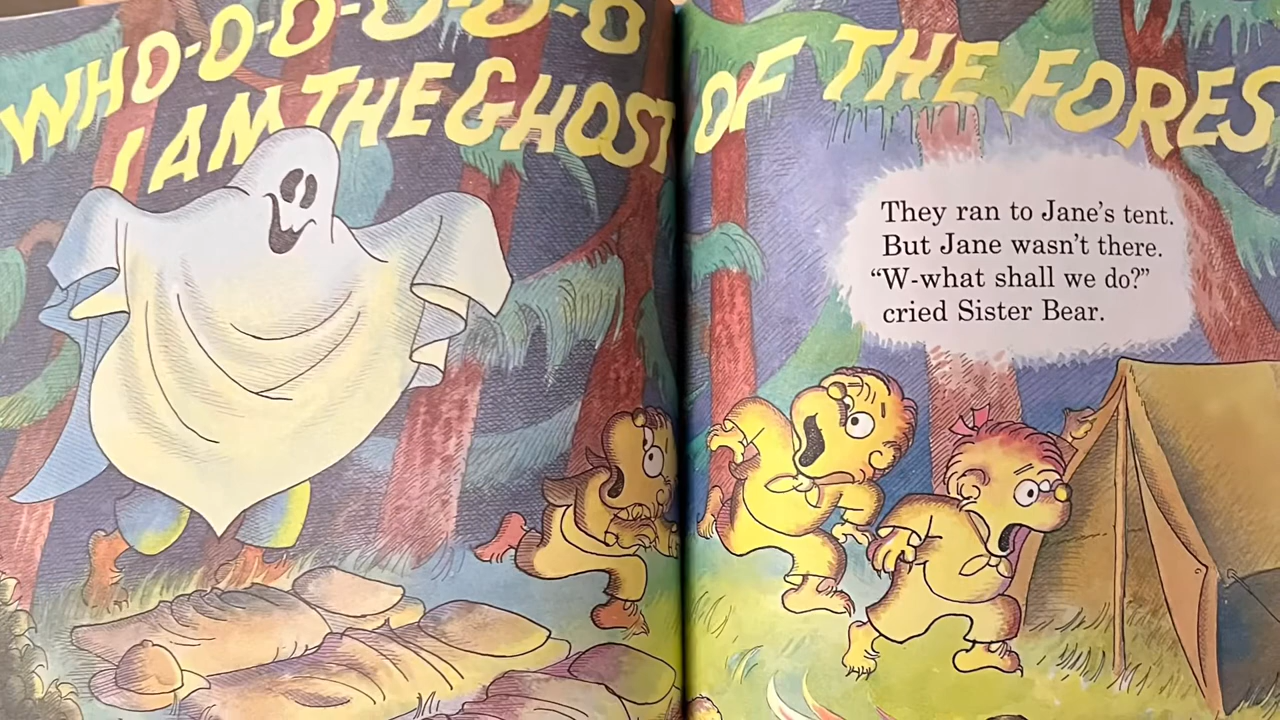 WHO-O-O-O-O-O-O
I AM THE GHOST OF THE FORES
They ran to Jane's tent.
But Jane wasn't there.
“W-what shall we do?”
cried Sister Bear.